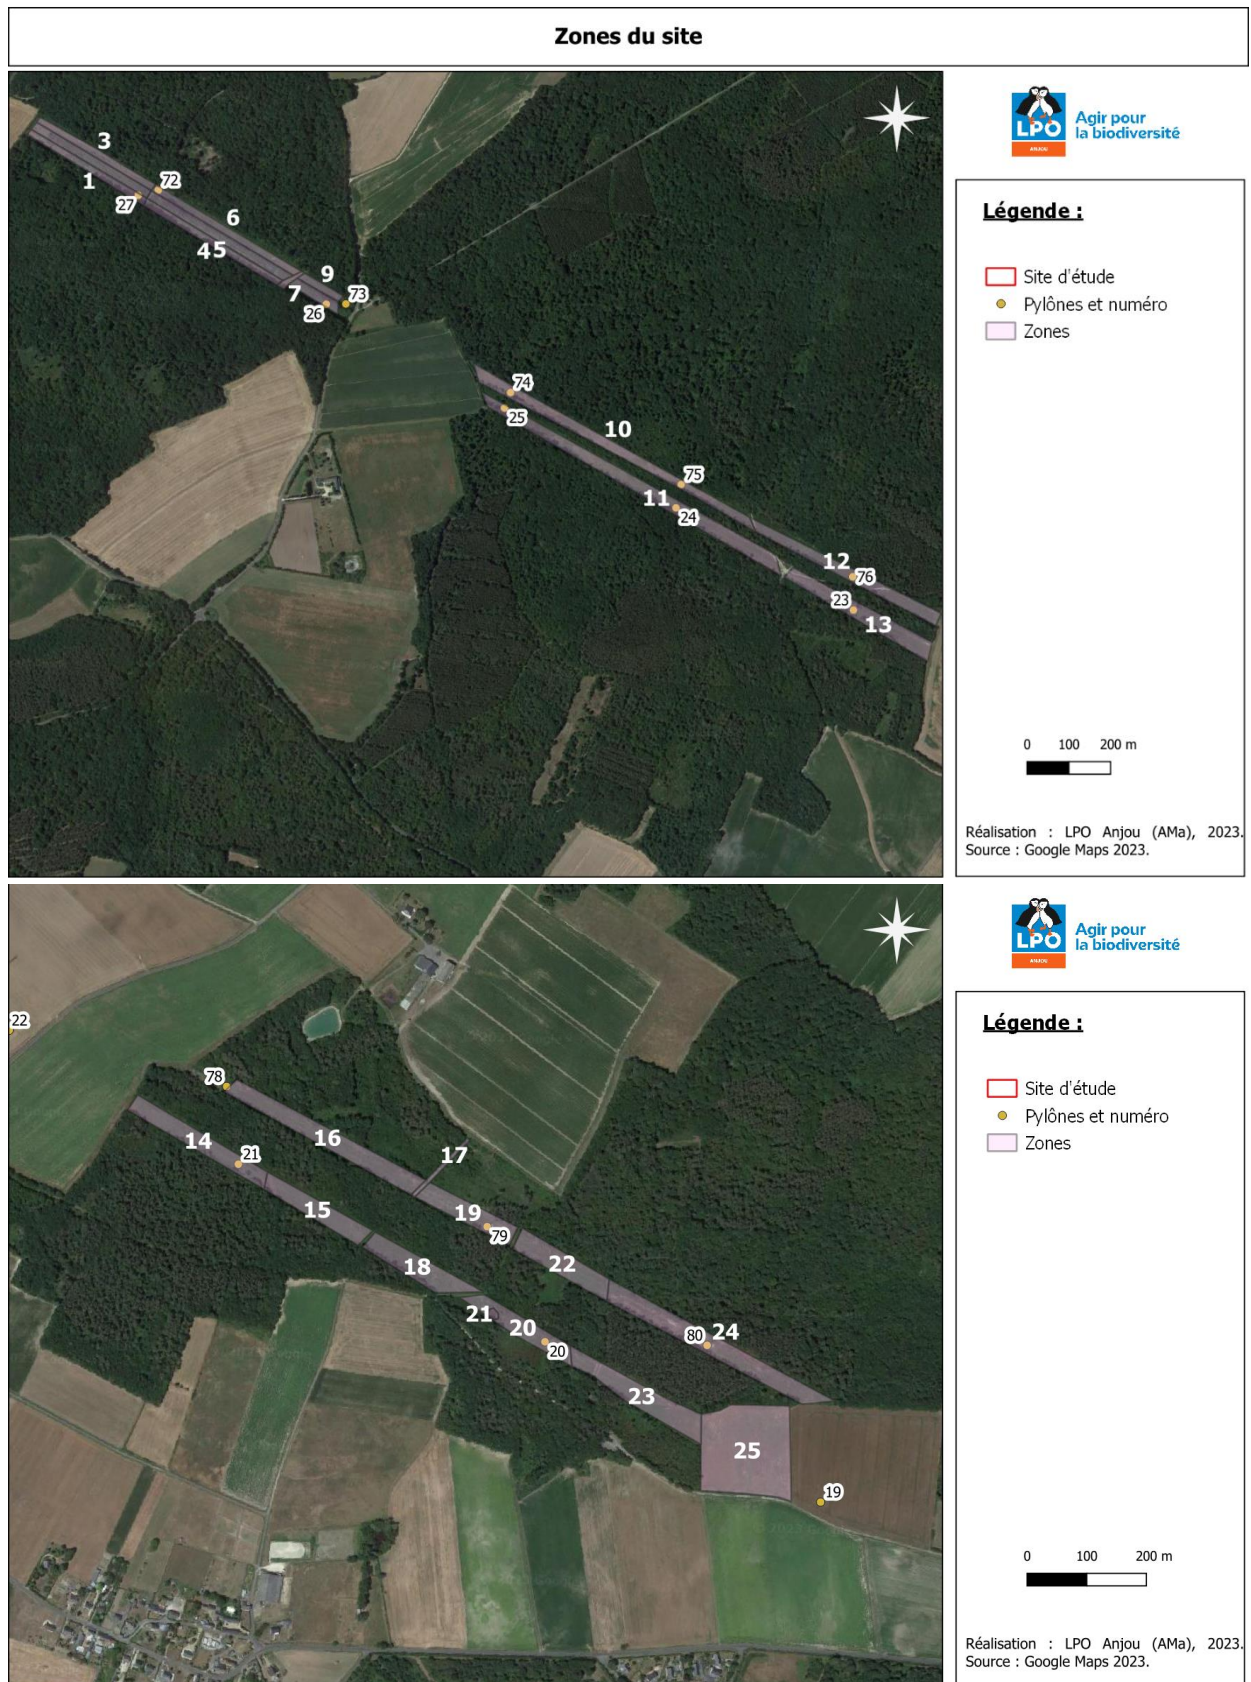 Zones du site
3
1
72
27
6
45
9
7
73
26
74
25
10
75
11
24
12
76
23
13
LPO
ANJOU
Agir pour
la biodiversité
Légende :
Site d'étude
Pylônes et numéro
Zones
0 100 200 m
Réalisation : LPO Anjou (AMa), 2023.
Source : Google Maps 2023.
22
78
14
21
16
17
15
19
79
18
22
21
20
20
80
24
23
25
19
LPO
ANJOU
Agir pour
la biodiversité
Légende :
Site d'étude
Pylônes et numéro
Zones
0 100 200 m
Réalisation : LPO Anjou (AMa), 2023.
Source : Google Maps 2023.